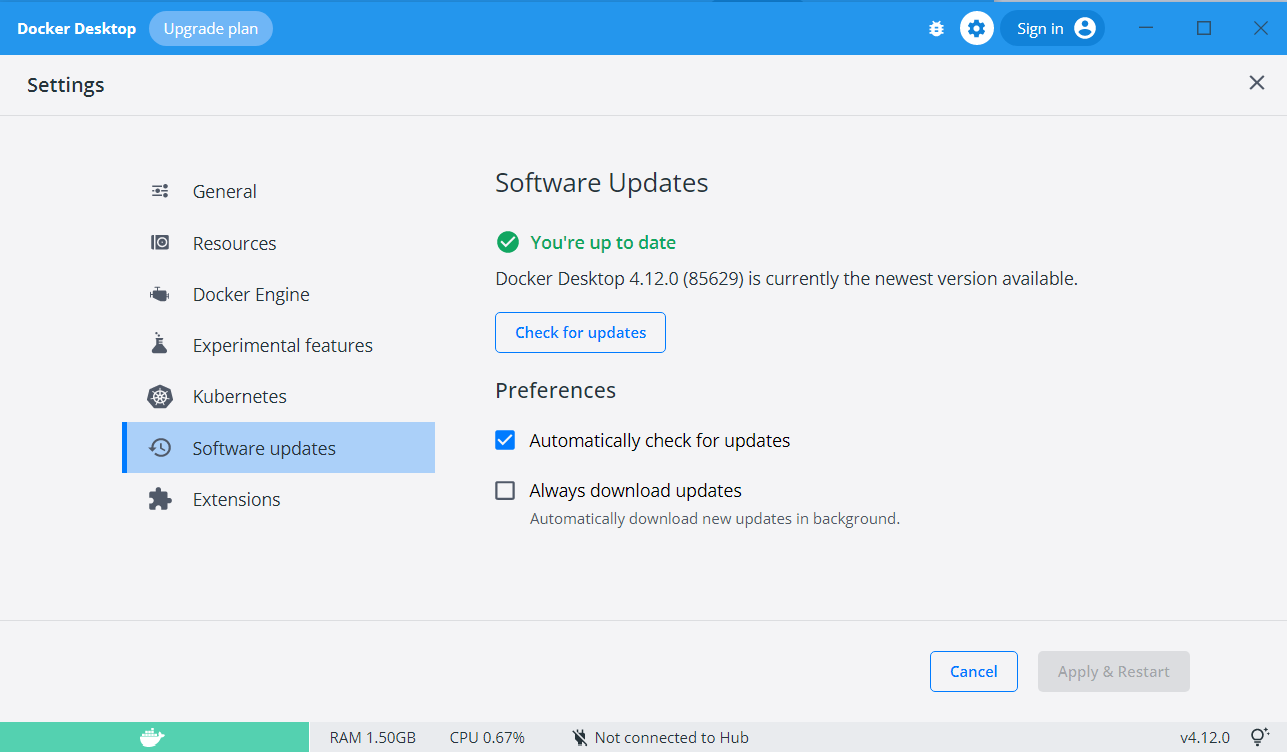 Docker Desktop Upgrade plan Sign in
Settings
General
Resources
Docker Engine
Experimental features
Kubernetes
Software updates
Extensions
Software Updates
You're up to date
Docker Desktop 4.12.0 (85629) is currently the newest version available.
Check for updates
Preferences
Automatically check for updates
Always download updates
Automatically download new updates in background.
Cancel Apply & Restart
RAM 1.50GB CPU 0.67% Not connected to Hub v4.12.0